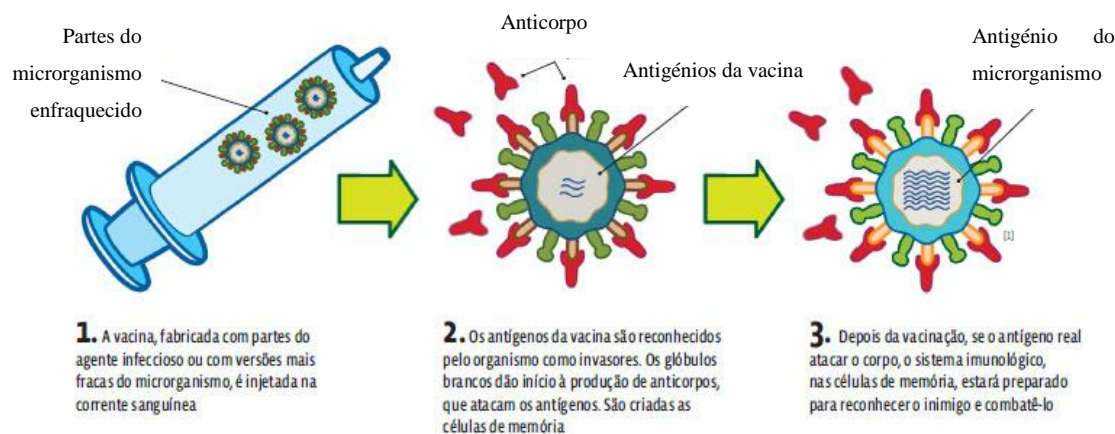 Partes do
microrganismo
enfraquecido
Anticorpo
Antigénios da vacina
Antigénio do
microrganismo
[1]
1. A vacina, fabricada com partes do
agente infeccioso ou com versões mais
fracas do microrganismo, é injetada na
corrente sanguínea
2. Os antígenos da vacina são reconhecidos
pelo organismo como invasores. Os glóbulos
brancos dão início à produção de anticorpos,
que atacam os antígenos. São criadas as
células de memória
3. Depois da vacinação, se o antígeno real
atacar o corpo, o sistema imunológico,
nas células de memória, estará preparado
para reconhecer o inimigo e combatê-lo